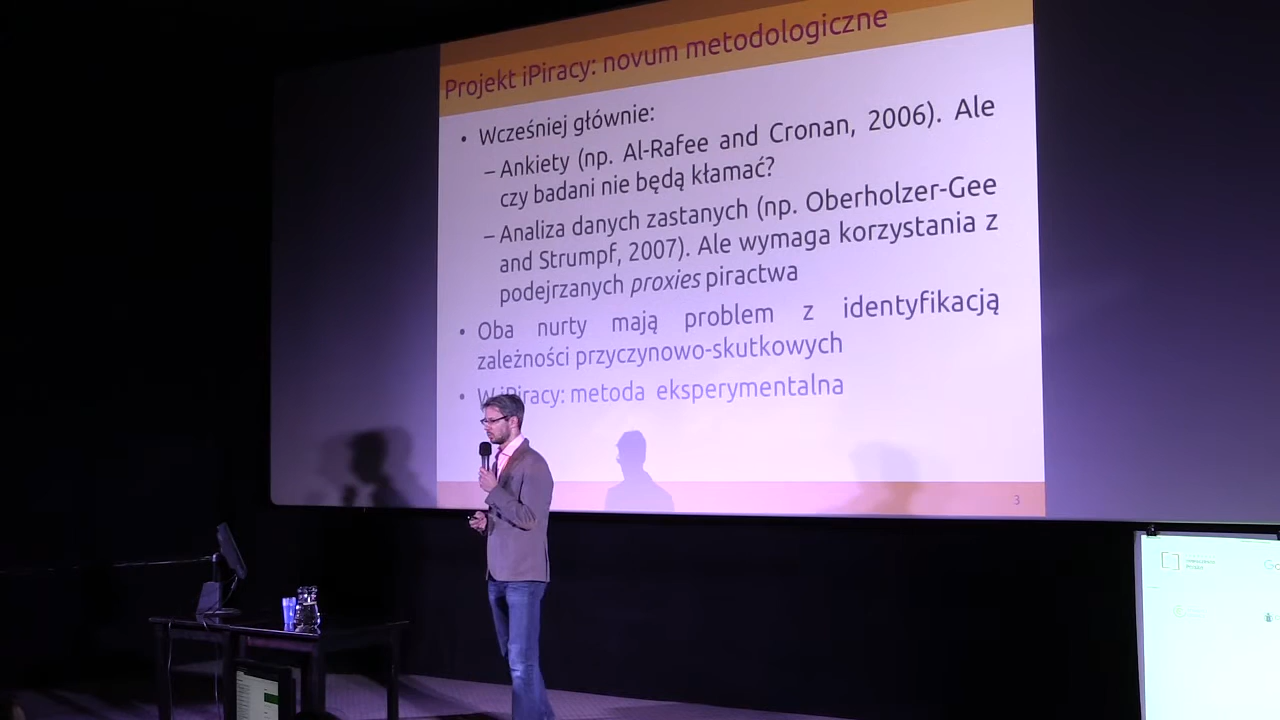 Projekt iPiracy: novum metodologiczne
• Wcześniej głównie:
– Ankiety (np. Al-Rafee and Cronan, 2006). Ale
czy badani nie będą kłamać?
– Analiza danych zastanych (np. Oberholzer-Gee
and Strumpf, 2007). Ale wymaga korzystania z
podejrzanych proxies piractwa
• Oba nurty mają problem z identyfikacją
zależności przyczynowo-skutkowych
• W iPiracy: metoda eksperymentalna
3